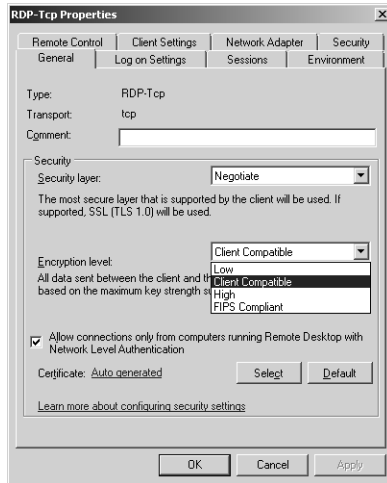 RDP-Tcp Properties
Remote Control Client Settings Network Adapter Security
General Log on Settings Sessions Environment
Type: RDP-Tcp
Transport: tcp
Comment:
Security
Security layer: Negotiate
The most secure layer that is supported by the client will be used. If
supported, SSL (TLS 1.0) will be used.
Client Compatible
Encryption level:
Low
All data sent between the client and
Client Compatible
based on the maximum key strength
High
FIPS Compliant
Allow connections only from computers running Remote Desktop with
Network Level Authentication
Certificate: Auto generated Select Default
Learn more about configuring security settings
OK Cancel Apply